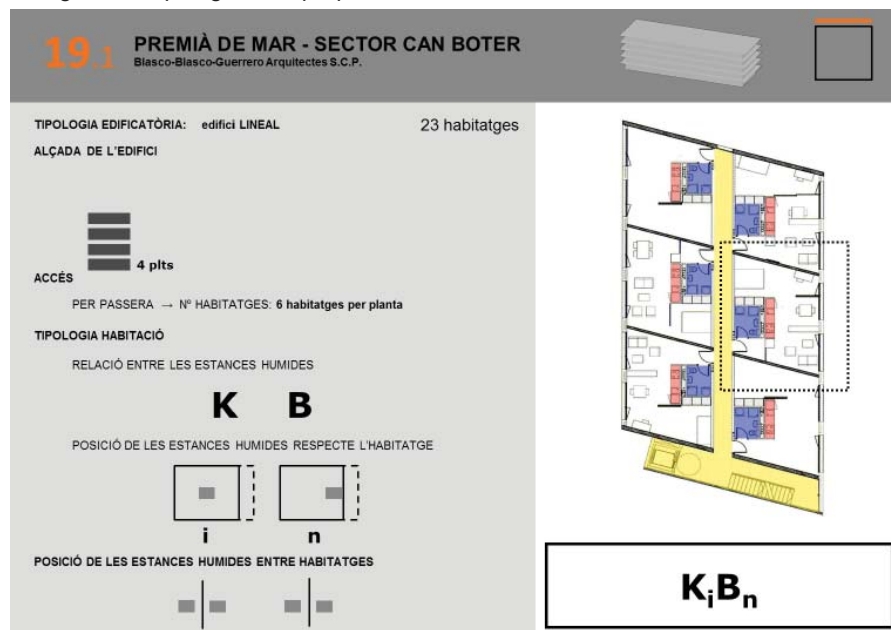 19.1 PREMIÀ DE MAR - SECTOR CAN BOTER
Blasco-Blasco-Guerrero Arquitectes S.C.P.
TIPOLOGIA EDIFICATÒRIA: edifici LINEAL 23 habitatges
ALÇADA DE L'EDIFICI
4 plts
ACCÉS
PER PASSERA → Nº HABITATGES: 6 habitatges per planta
TIPOLOGIA HABITACIÓ
RELACIÓ ENTRE LES ESTANCES HUMIDES
K B
POSICIÓ DE LES ESTANCES HUMIDES RESPECTE L'HABITATGE
i n
POSICIÓ DE LES ESTANCES HUMIDES ENTRE HABITATGES
KiBn